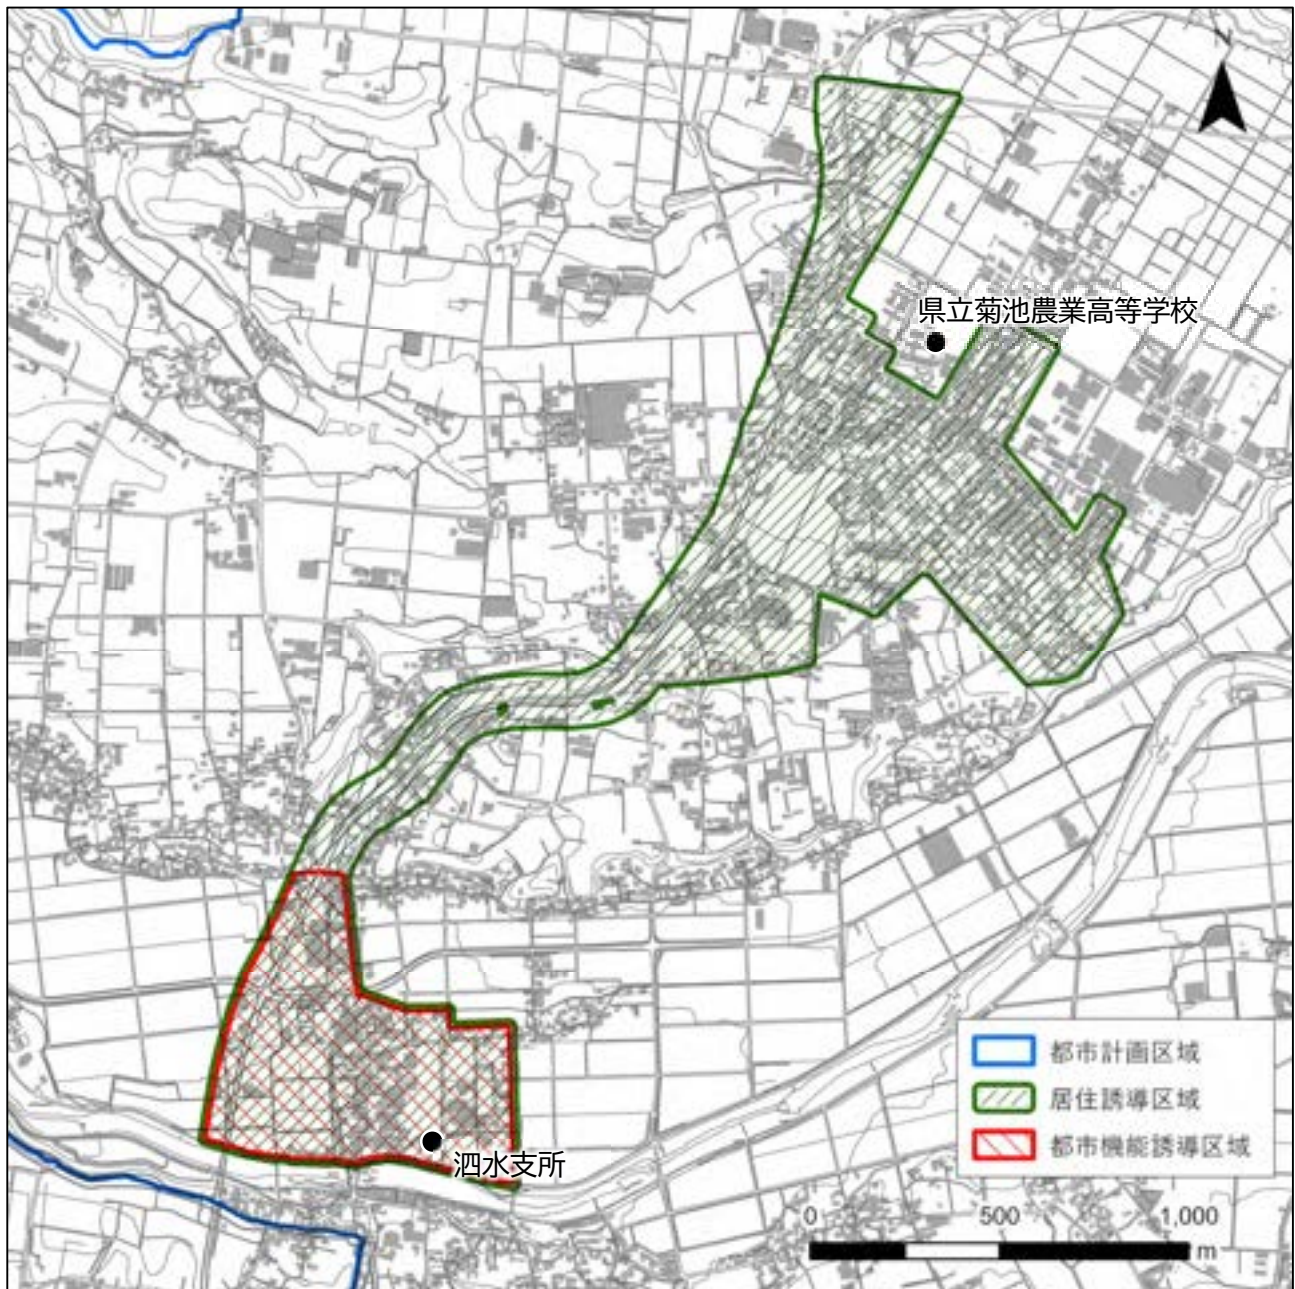 県立菊池農業高等学校
都市計画区域
居住誘導区域
都市機能誘導区域
泗水支所
0 500 1,000
m